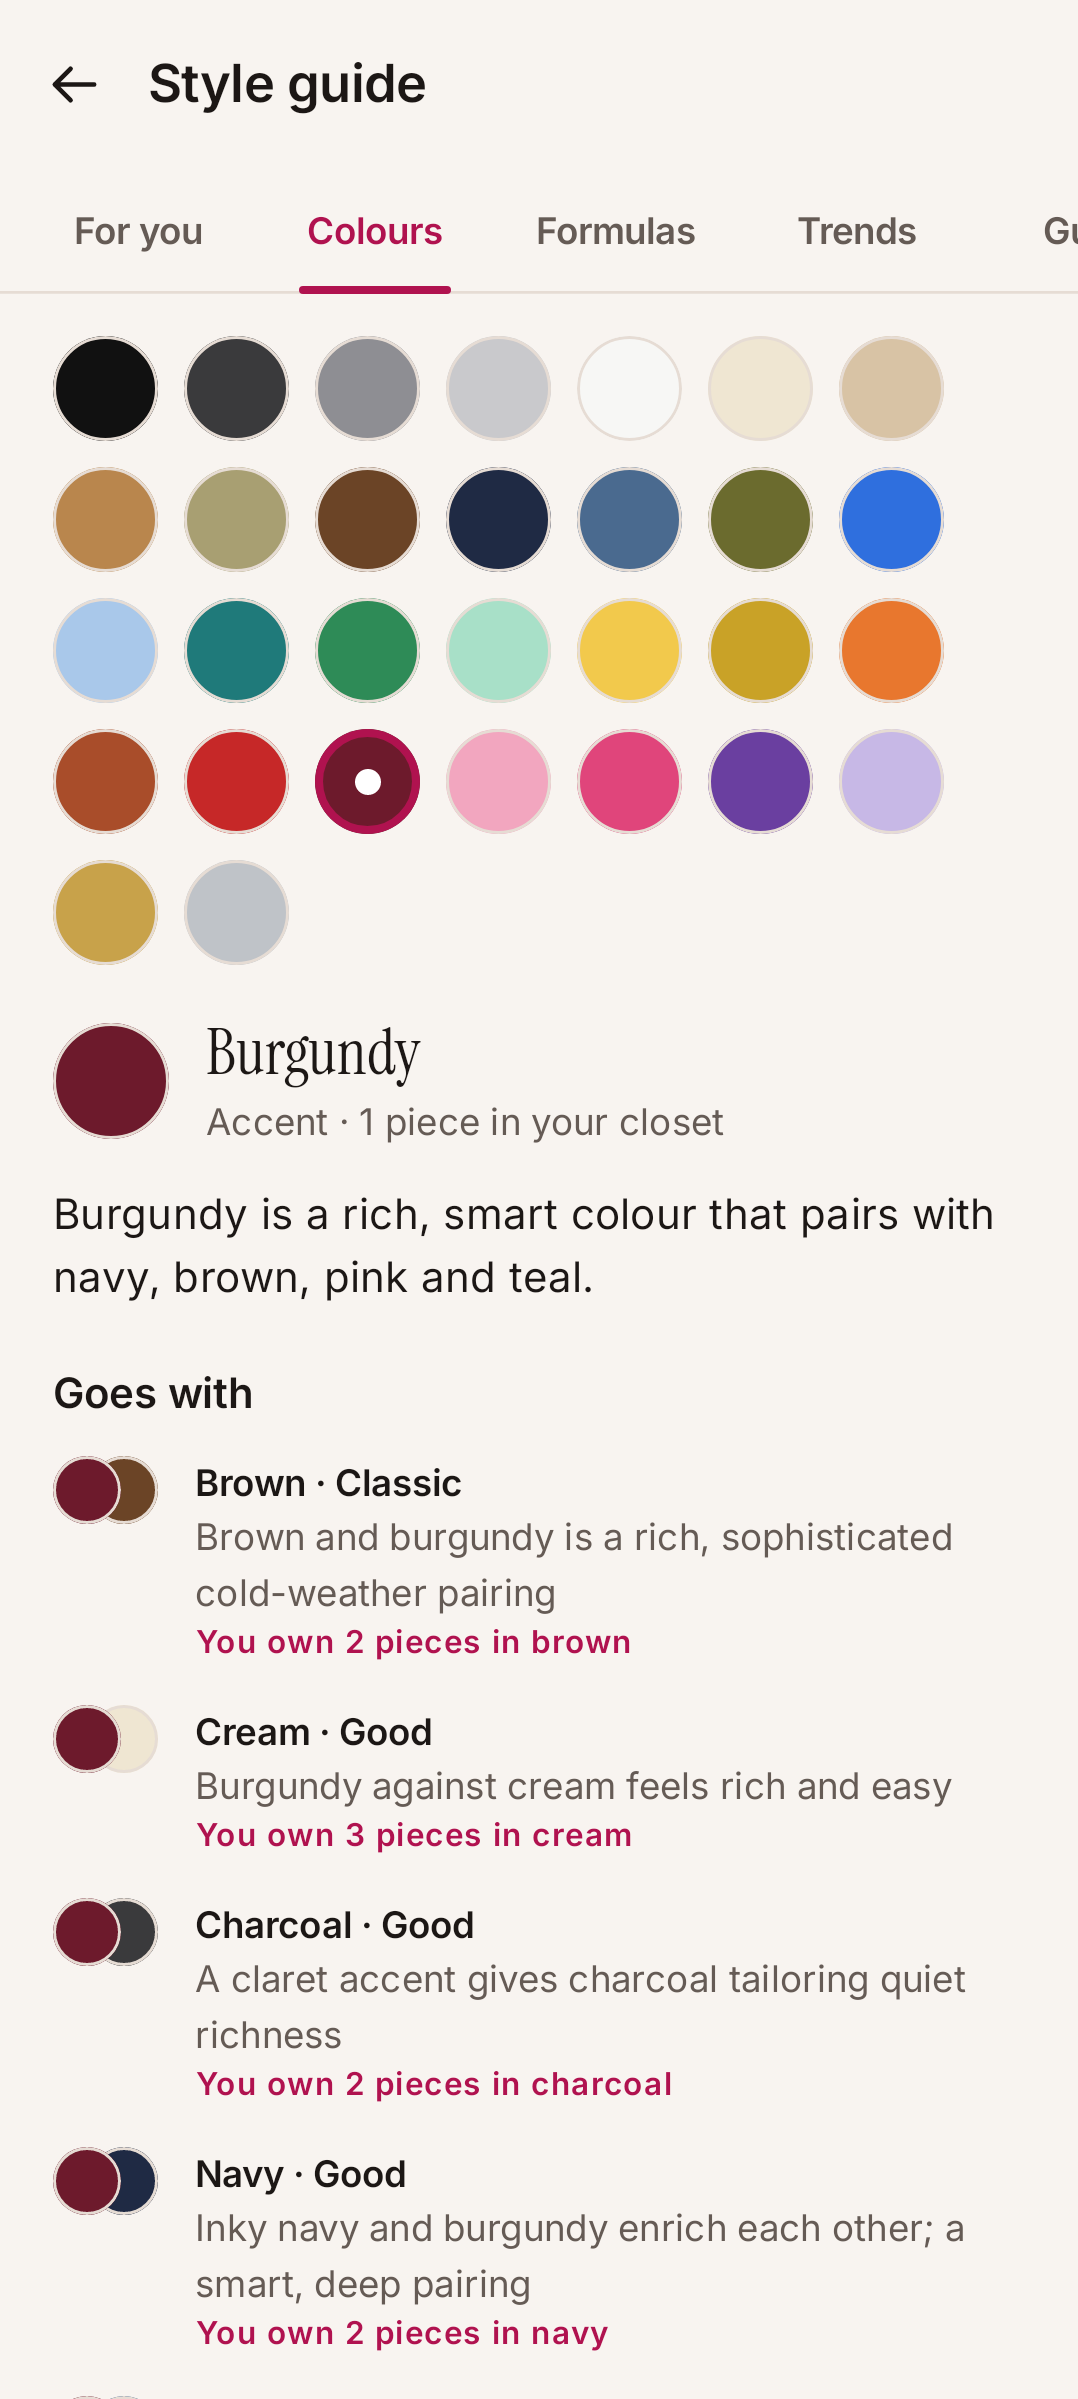 Style guide
For you
Colours
Formulas
Trends
Gu
Burgundy
Accent · 1 piece in your closet
Burgundy is a rich, smart colour that pairs with
navy, brown, pink and teal.
Goes with
Brown · Classic
Brown and burgundy is a rich, sophisticated
cold-weather pairing
You own 2 pieces in brown
Cream · Good
Burgundy against cream feels rich and easy
You own 3 pieces in cream
Charcoal · Good
A claret accent gives charcoal tailoring quiet
richness
You own 2 pieces in charcoal
Navy · Good
Inky navy and burgundy enrich each other; a
smart, deep pairing
You own 2 pieces in navy